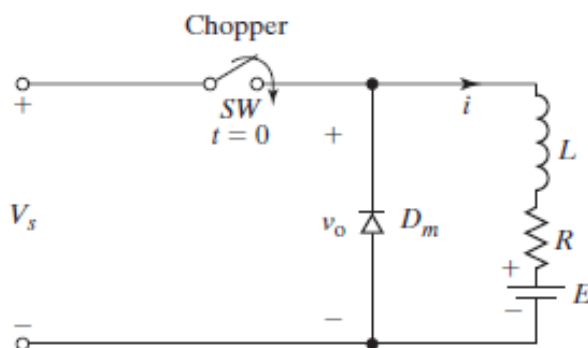 Chopper
+ SW i
t = 0 + L
V_s v_o D_m R
+
E
− − −